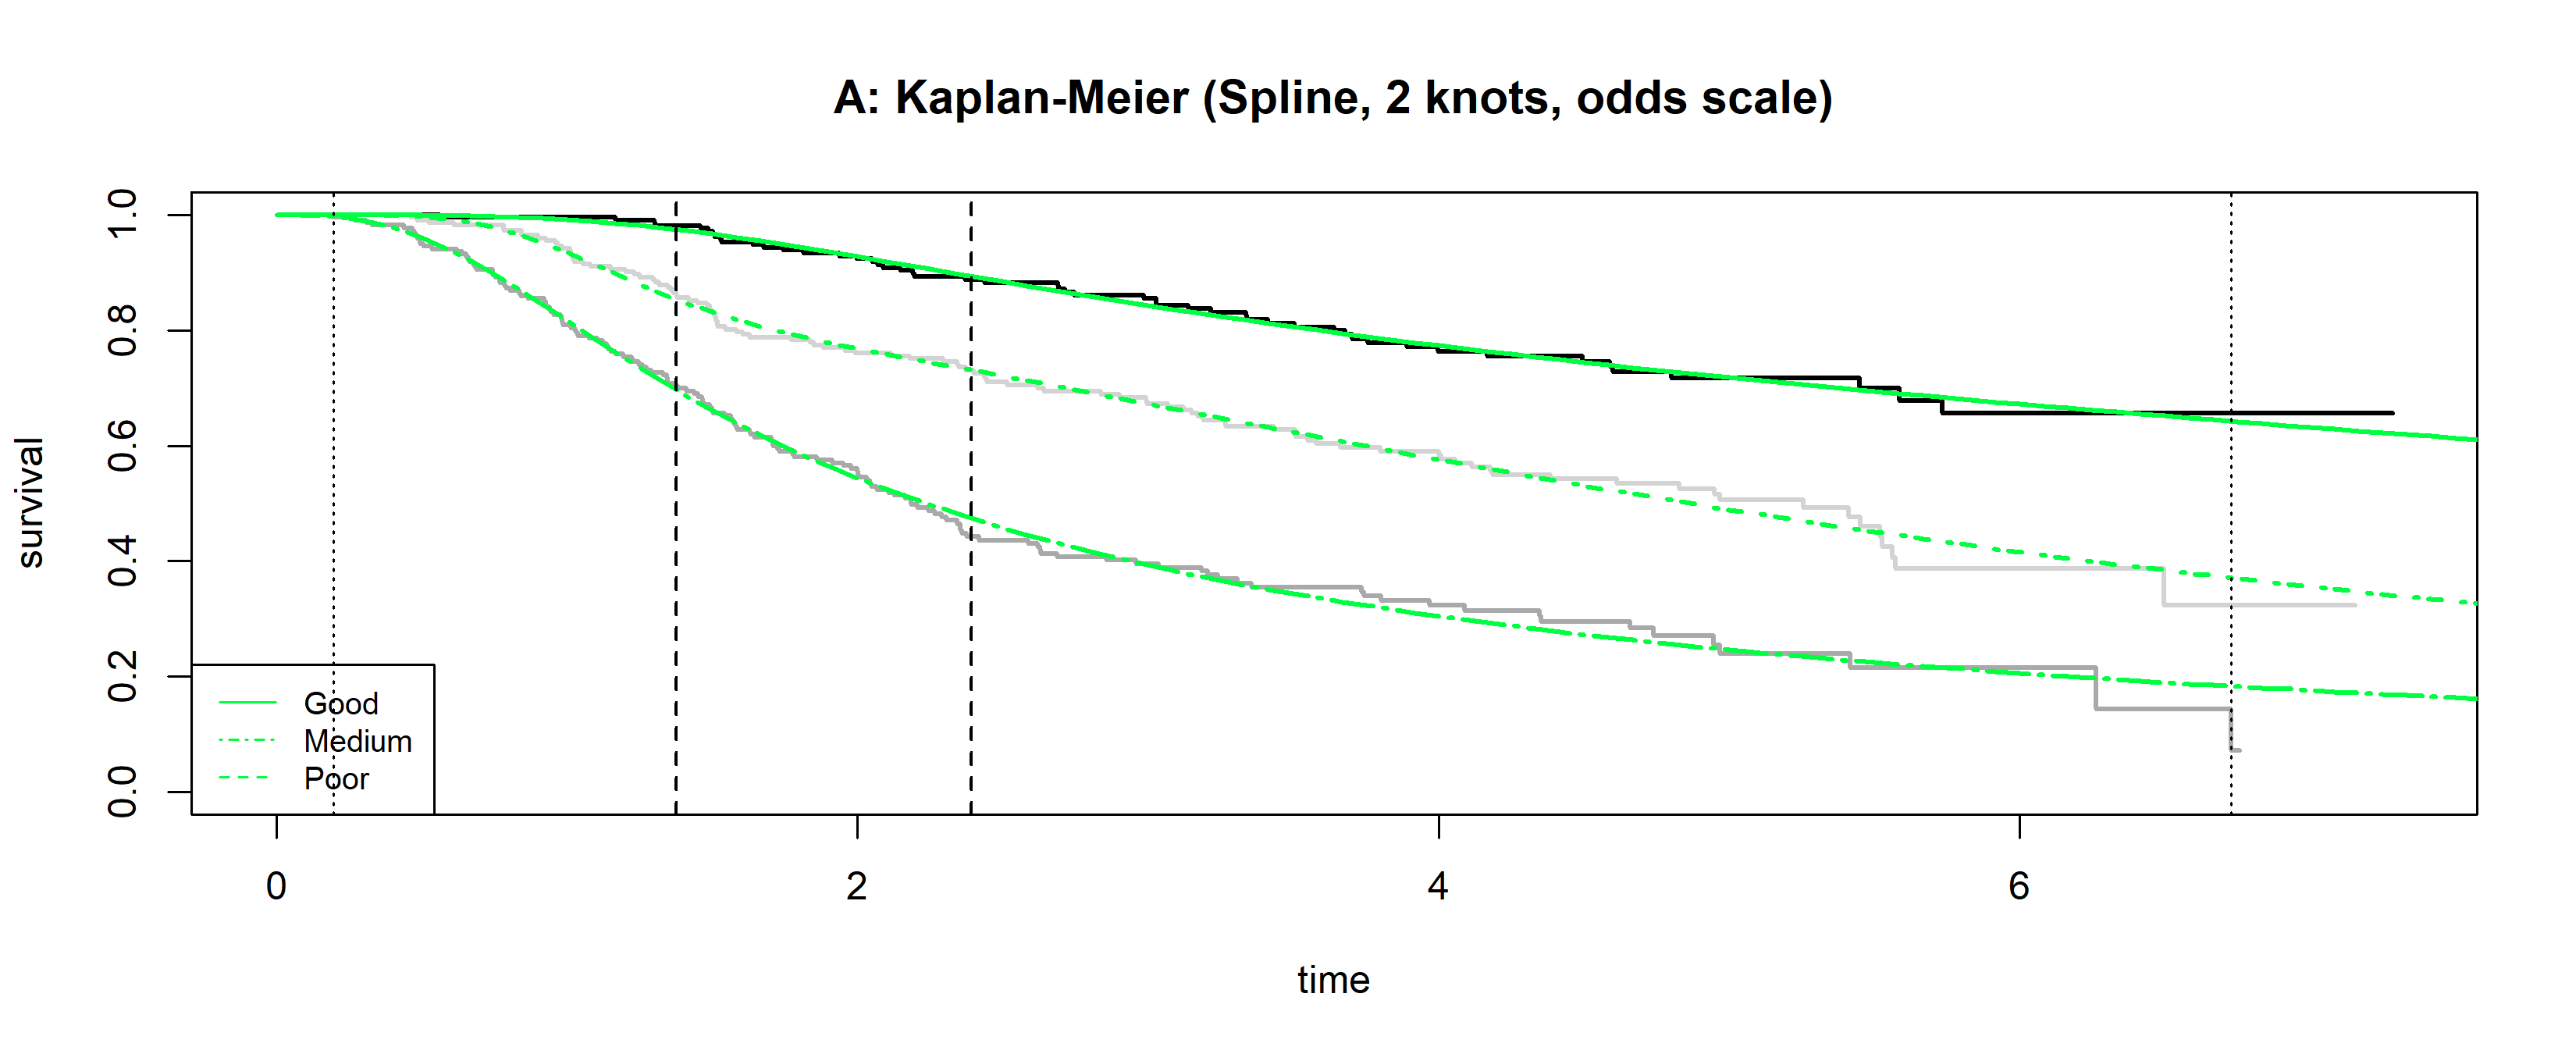 A: Kaplan-Meier (Spline, 2 knots, odds scale)
survival
1.0
0.8
0.6
0.4
0.2
0.0
Good
Medium
Poor
0 2 4 6
time